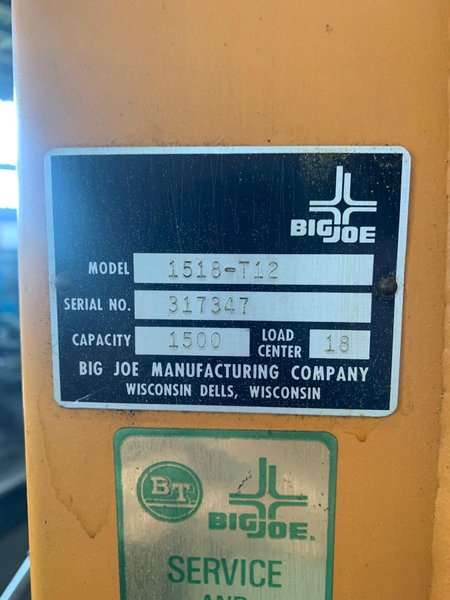 BIG JOE
MODEL 1518-T12
SERIAL NO. 317347
CAPACITY 1500 LOAD CENTER 18
BIG JOE MANUFACTURING COMPANY
WISCONSIN DELLS, WISCONSIN
BT BIG JOE.
SERVICE
AND